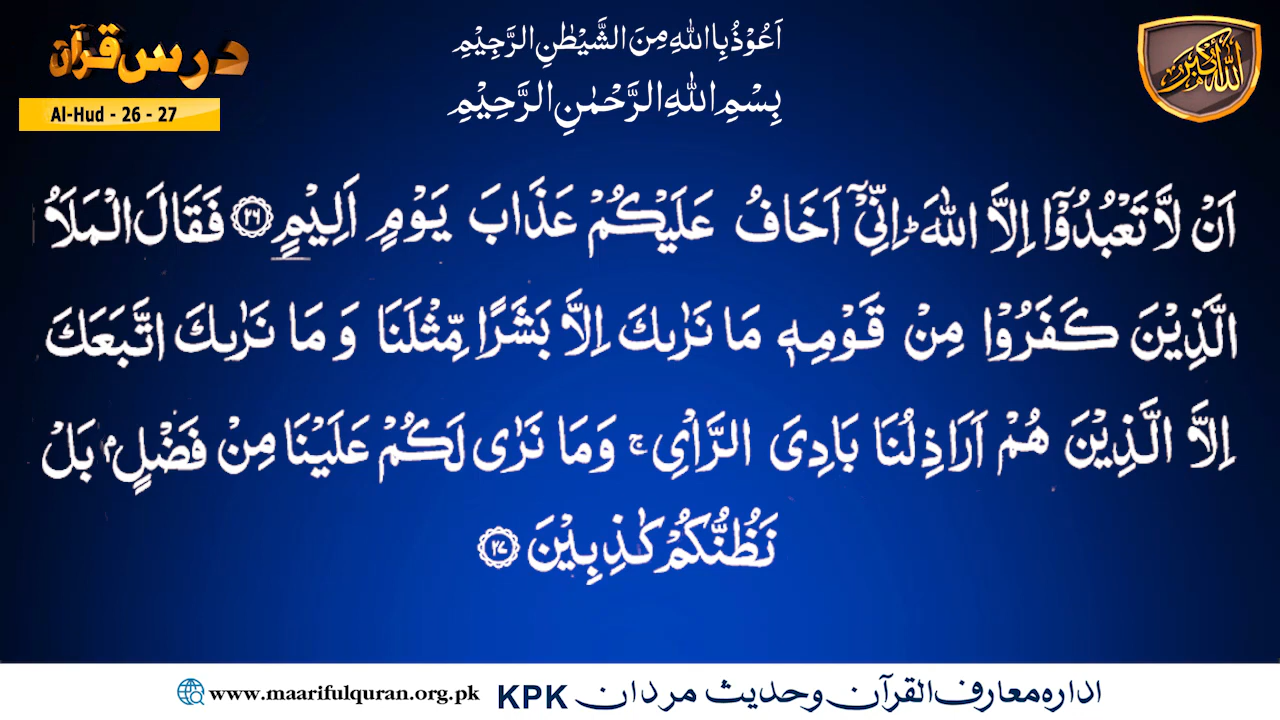 درس قرآن
Al-Hud - 26 - 27
اَعُوْذُ بِاللّٰهِ مِنَ الشَّيْطٰنِ الرَّجِيْمِ
بِسْمِ اللّٰهِ الرَّحْمٰنِ الرَّحِيْمِ
اللّٰه اکبر
اَنْ لَّا تَعْبُدُوْۤا اِلَّا اللّٰهَ ؕ اِنِّیْۤ اَخَافُ عَلَيْكُمْ عَذَابَ يَوْمٍ اَلِيْمٍ ۝۲۶ فَقَالَ الْمَلَاُ
الَّذِيْنَ كَفَرُوْا مِنْ قَوْمِهٖ مَا نَرٰىكَ اِلَّا بَشَرًا مِّثْلَنَا وَ مَا نَرٰىكَ اتَّبَعَكَ
اِلَّا الَّذِيْنَ هُمْ اَرَاذِلُنَا بَادِیَ الرَّاْیِ ۚ وَمَا نَرٰی لَكُمْ عَلَيْنَا مِنْ فَضْلٍۭ بَلْ
نَظُنُّكُمْ كٰذِبِيْنَ ۝۲۷
www.maarifulquran.org.pk KPK ادارہ معارف القرآن وحدیث مردان